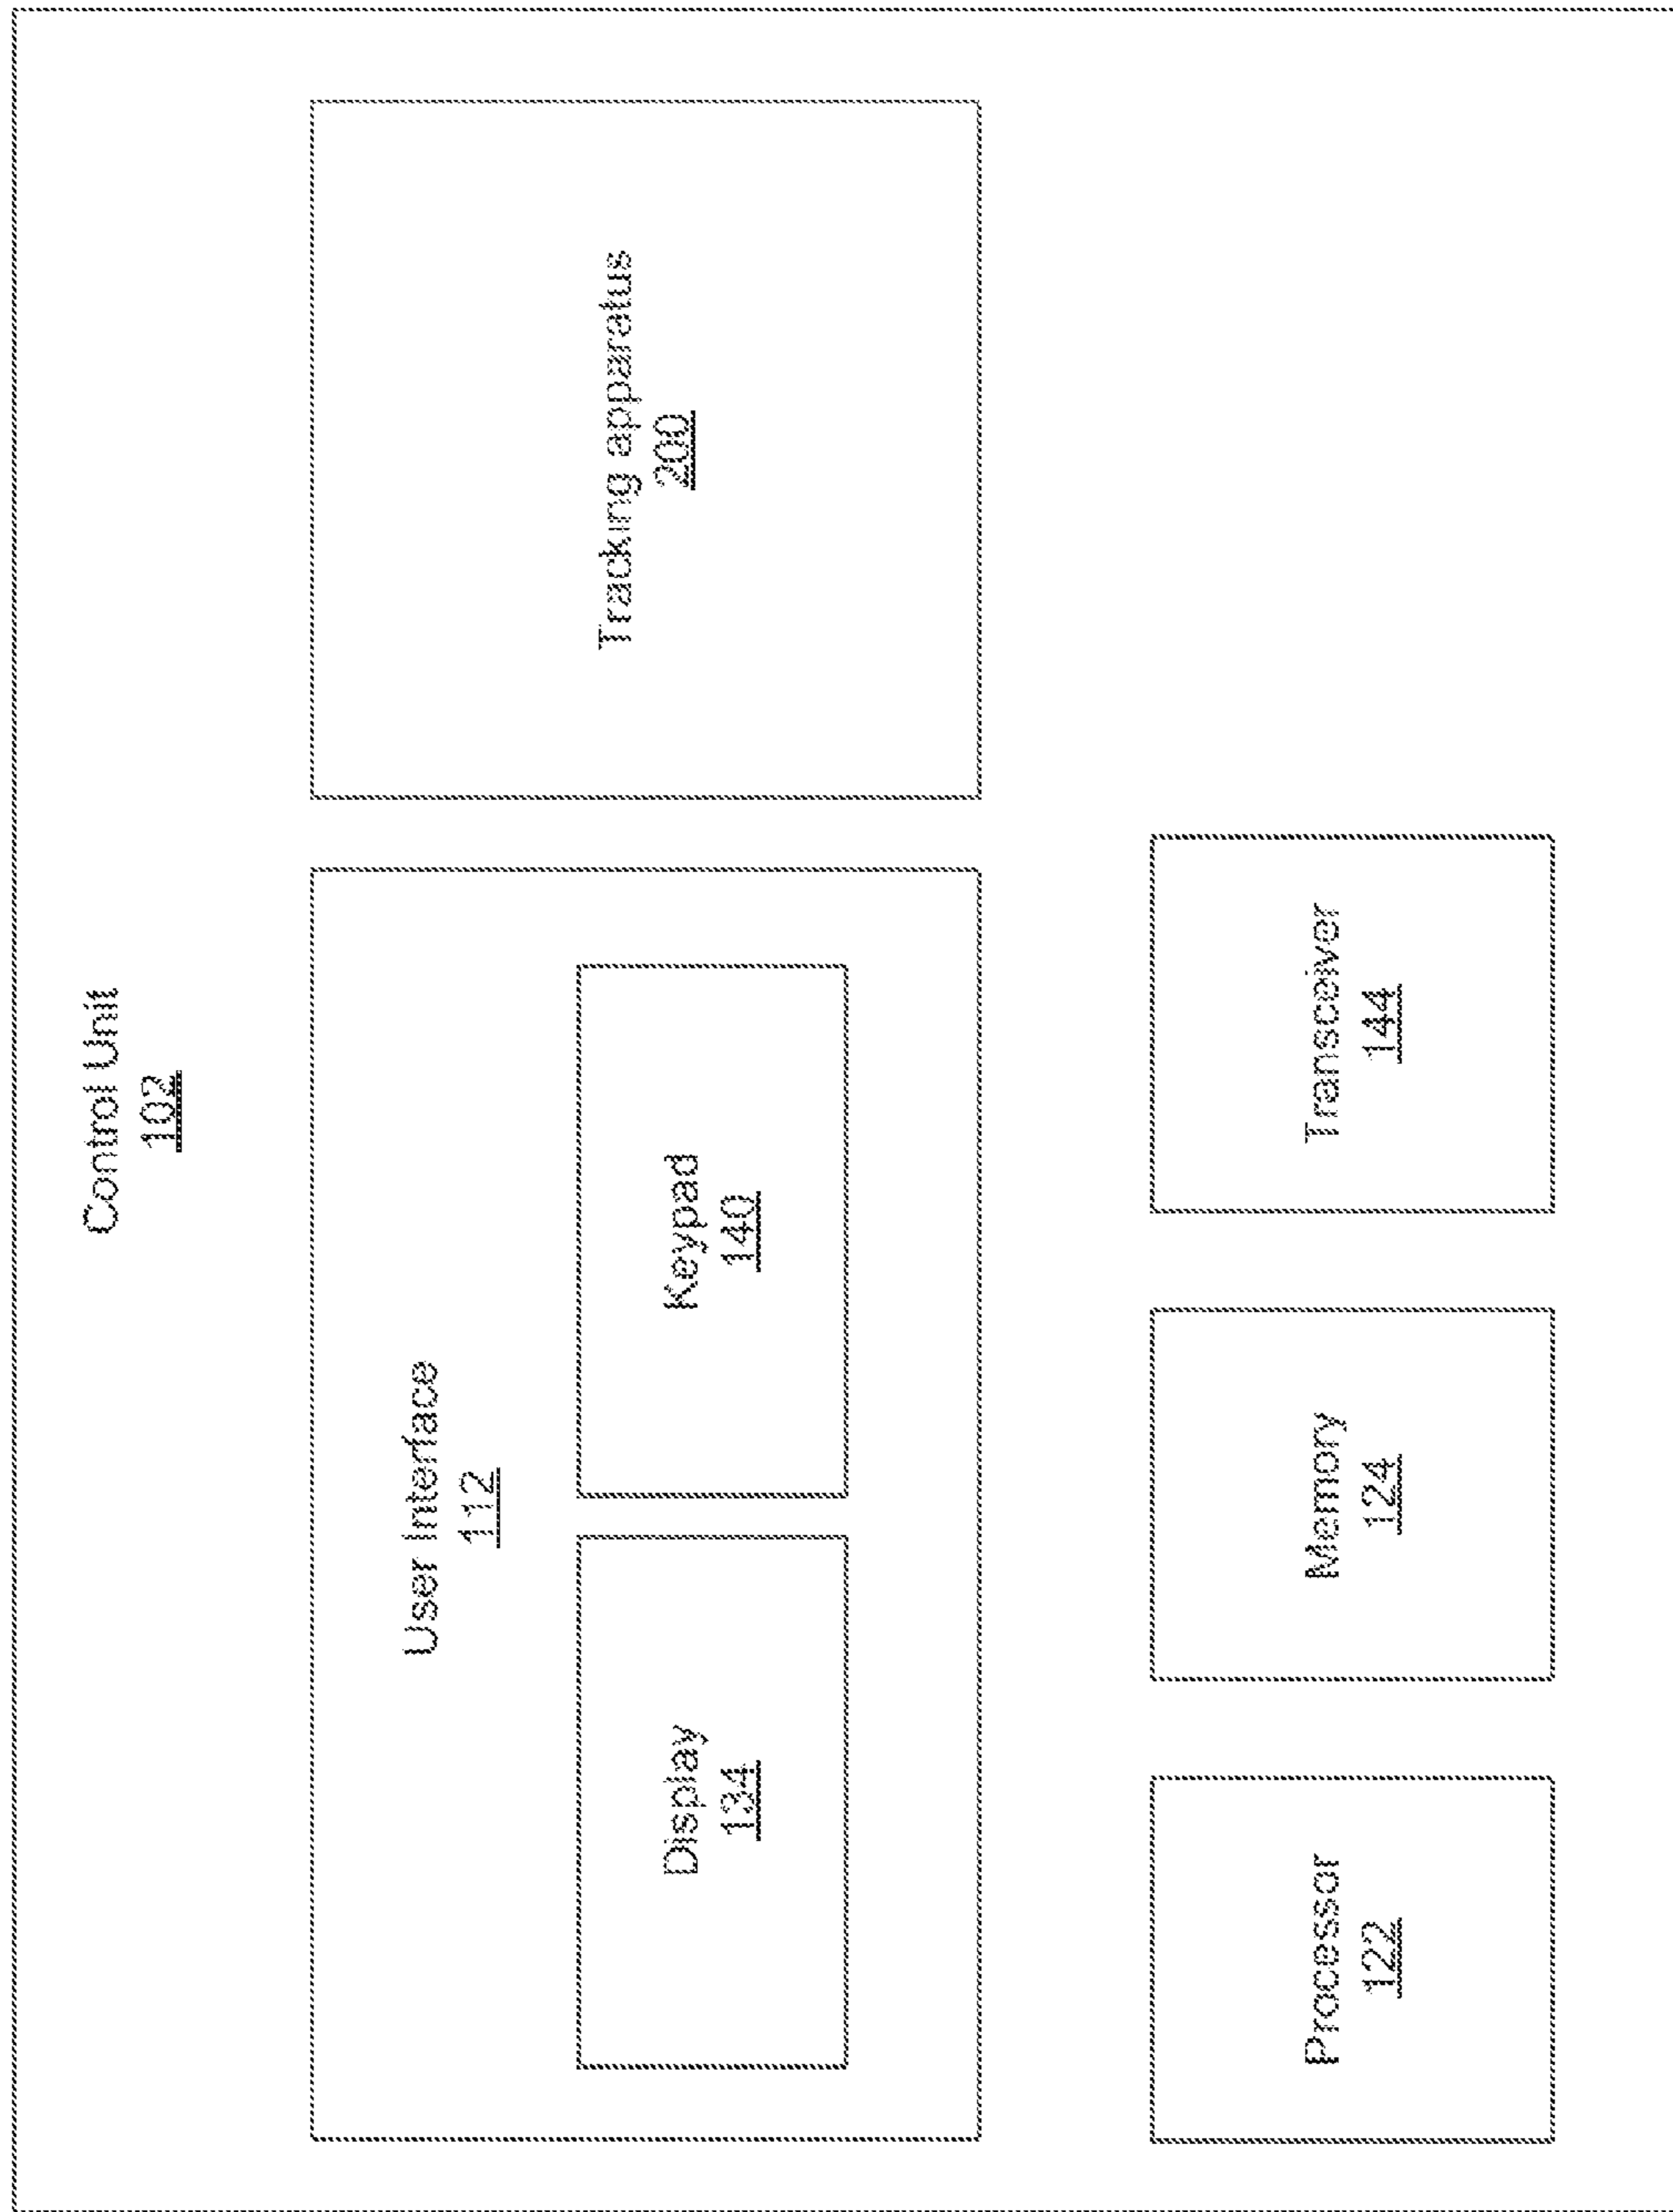 Control Unit
102
User Interface
112
Display
134
Keypad
140
Tracking apparatus
200
Processor
122
Memory
124
Transceiver
144